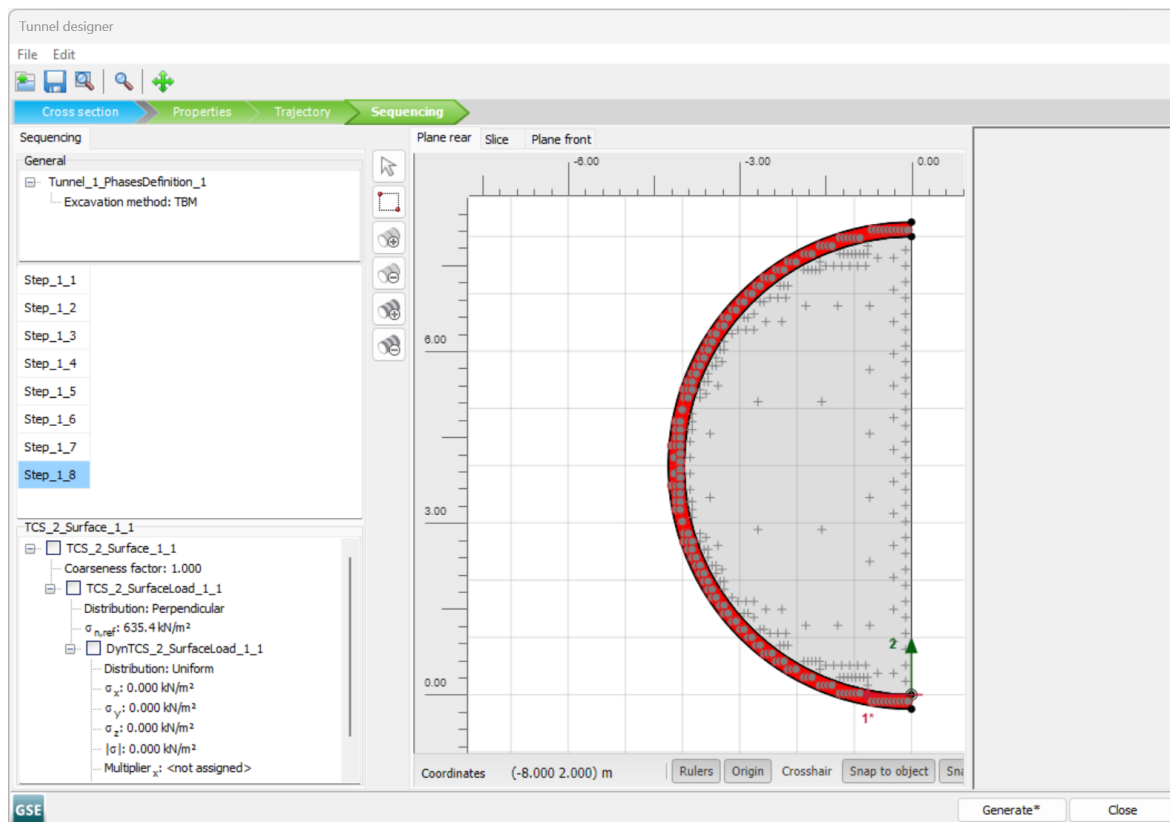 Tunnel designer
File Edit
Cross section Properties Trajectory Sequencing
Sequencing
General
Tunnel_1_PhasesDefinition_1
Excavation method: TBM
Step_1_1
Step_1_2
Step_1_3
Step_1_4
Step_1_5
Step_1_6
Step_1_7
Step_1_8
TCS_2_Surface_1_1
TCS_2_Surface_1_1
Coarseness factor: 1.000
TCS_2_SurfaceLoad_1_1
Distribution: Perpendicular
σn,ref: 635.4 kN/m²
DynTCS_2_SurfaceLoad_1_1
Distribution: Uniform
σx: 0.000 kN/m²
σy: 0.000 kN/m²
σz: 0.000 kN/m²
|σ|: 0.000 kN/m²
Multiplierx: <not assigned>
Plane rear Slice Plane front
-6.00 -3.00 0.00
6.00
3.00
0.00
2
1*
Coordinates (-8.000 2.000) m Rulers Origin Crosshair Snap to object Sna
GSE Generate* Close